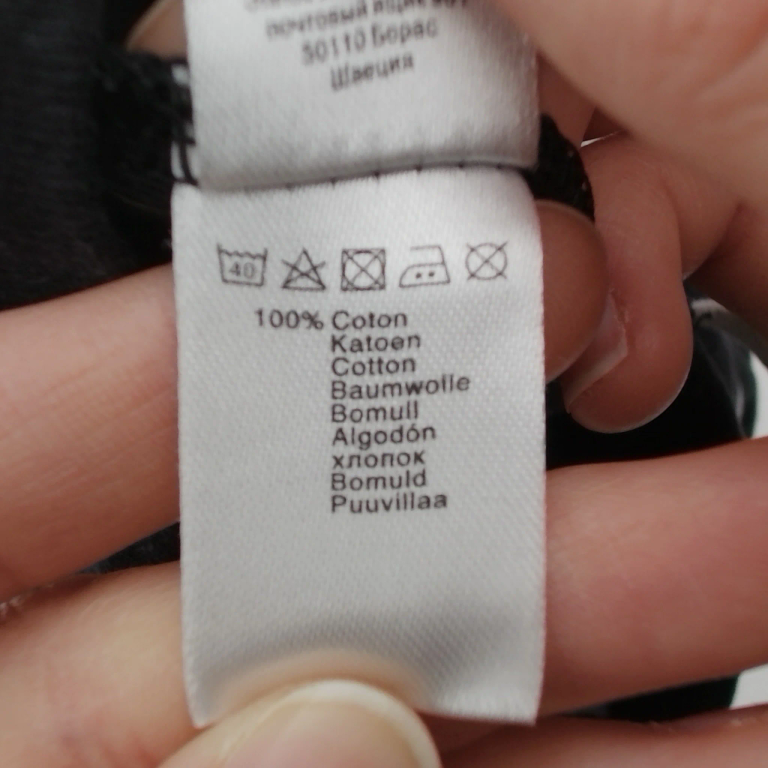 почтовый ящик
50110 Борас
Швеция
40
100% Coton
Katoen
Cotton
Baumwolle
Bomull
Algodón
хлопок
Bomuld
Puuvillaa